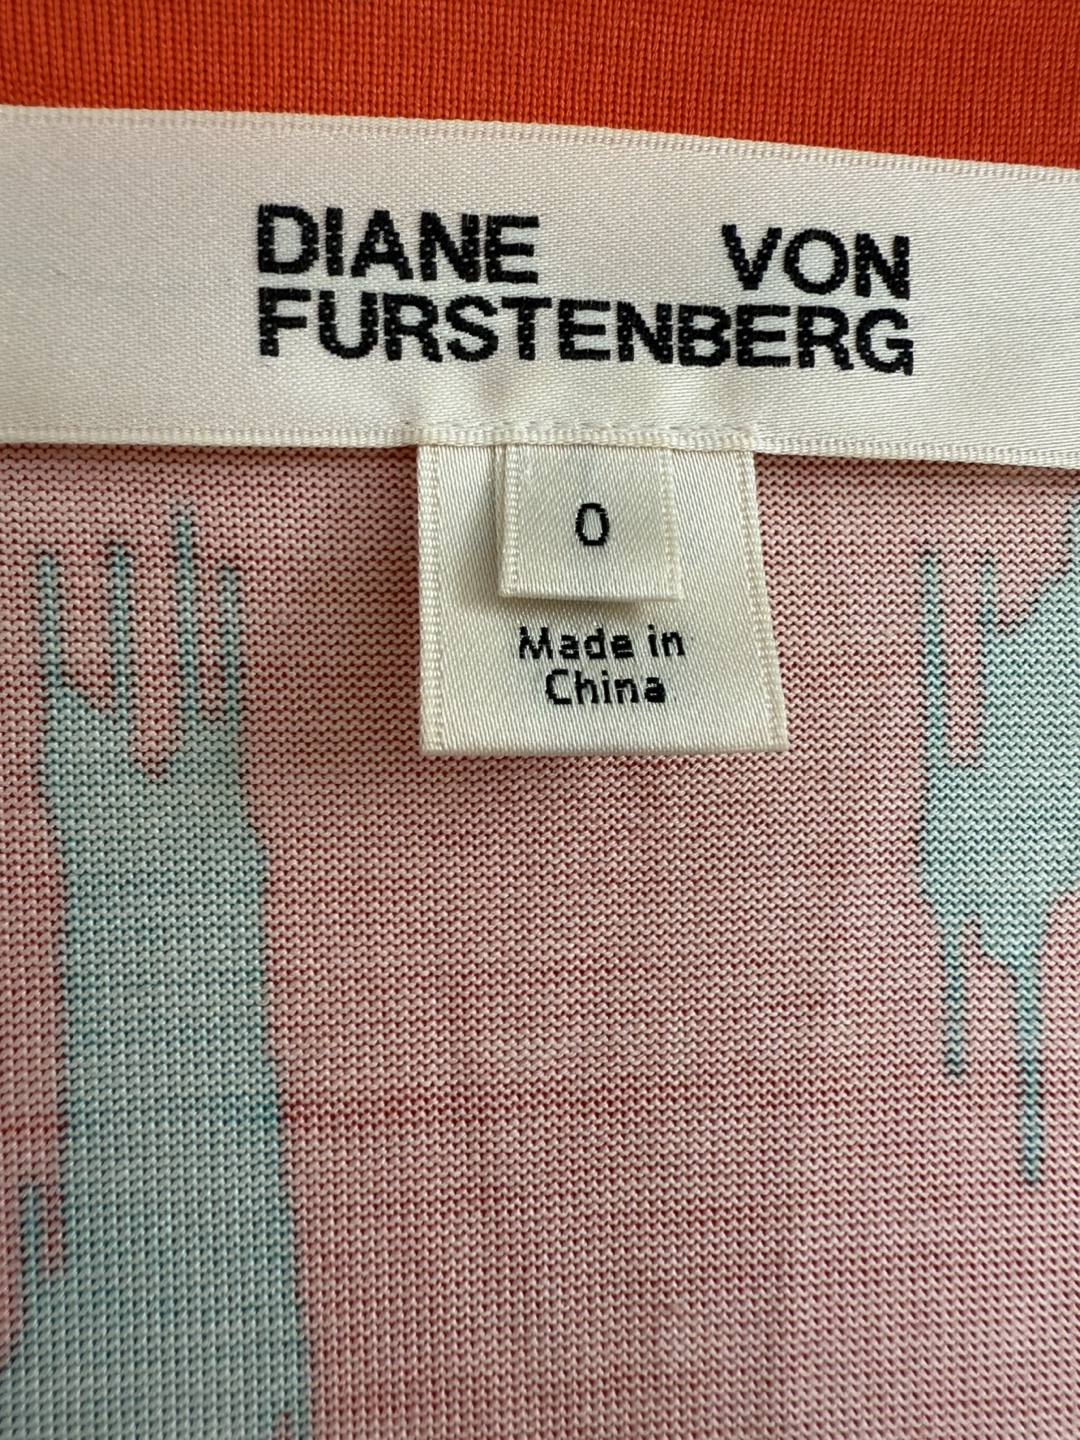 DIANE VON
FURSTENBERG
0
Made in
China